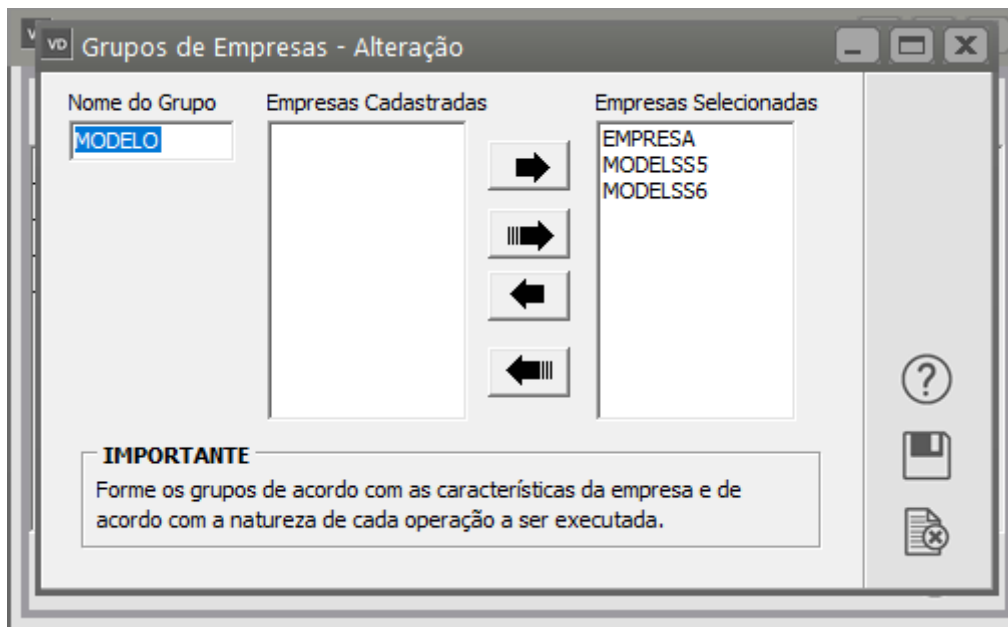 VD Grupos de Empresas - Alteração
Nome do Grupo
MODELO
Empresas Cadastradas
Empresas Selecionadas
EMPRESA
MODELSS5
MODELSS6
IMPORTANTE
Forme os grupos de acordo com as características da empresa e de
acordo com a natureza de cada operação a ser executada.